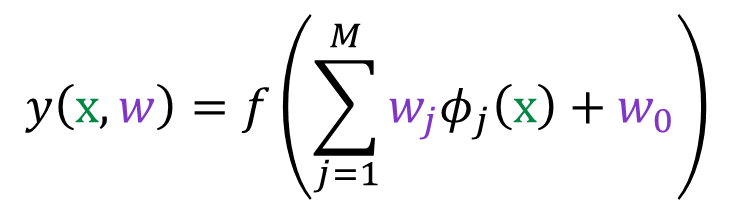 y(x, w) = f(∑_{j=1}^{M} w_j ϕ_j(x) + w_0)